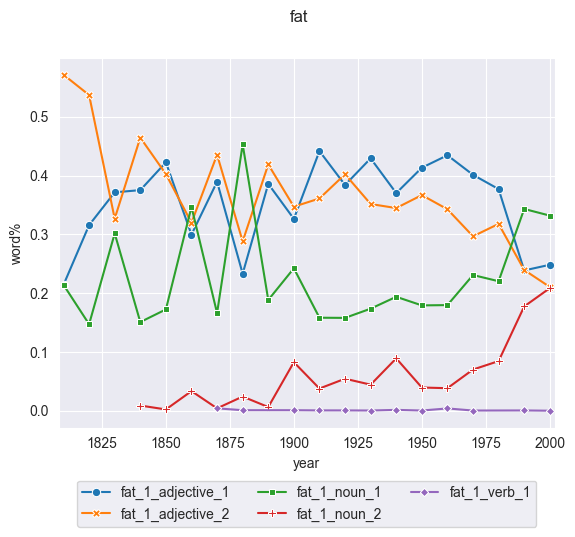 fat
0.5
0.4
0.3
0.2
0.1
0.0
word%
1825 1850 1875 1900 1925 1950 1975 2000
year
fat_1_adjective_1 fat_1_noun_1 fat_1_verb_1
fat_1_adjective_2 fat_1_noun_2